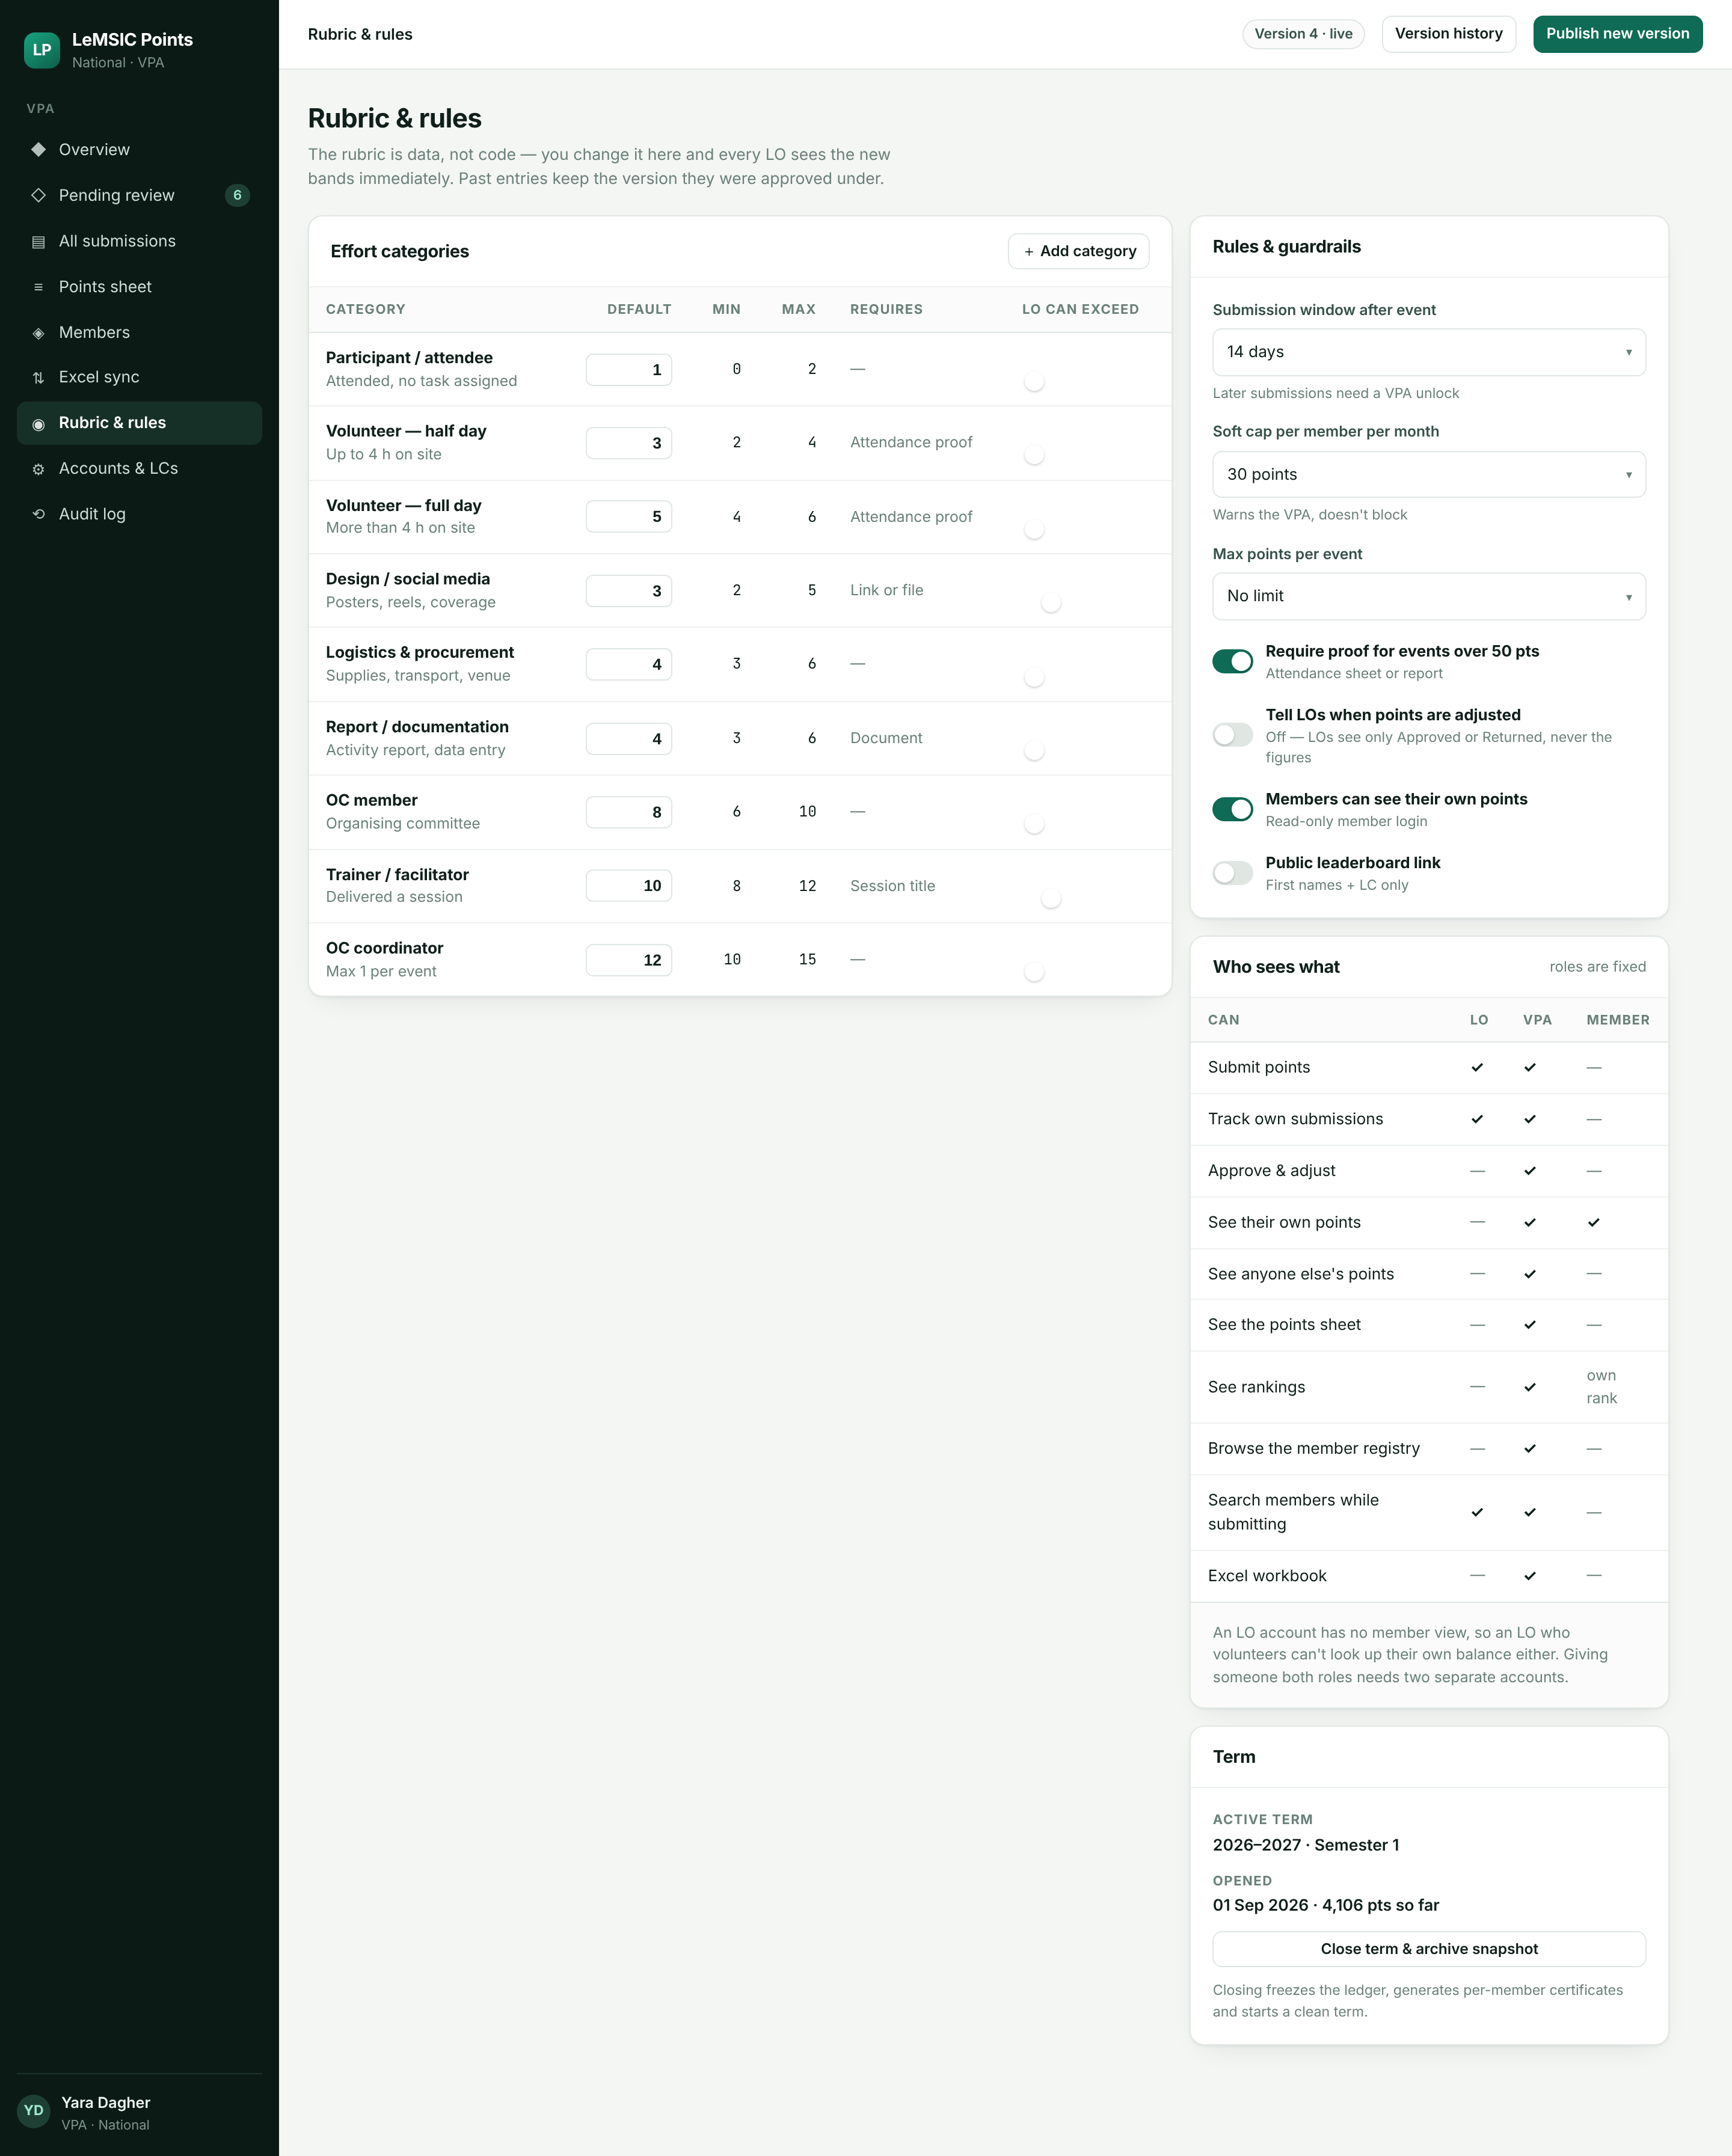 LP
LeMSIC Points
National · VPA
VPA
Overview
Pending review 6
All submissions
Points sheet
Members
Excel sync
Rubric & rules
Accounts & LCs
Audit log
YD
Yara Dagher
VPA · National
Rubric & rules
Version 4 · live
Version history
Publish new version
Rubric & rules
The rubric is data, not code — you change it here and every LO sees the new
bands immediately. Past entries keep the version they were approved under.
Effort categories
+ Add category
CATEGORY DEFAULT MIN MAX REQUIRES LO CAN EXCEED
Participant / attendee
Attended, no task assigned
1 0 2 —
Volunteer — half day
Up to 4 h on site
3 2 4 Attendance proof
Volunteer — full day
More than 4 h on site
5 4 6 Attendance proof
Design / social media
Posters, reels, coverage
3 2 5 Link or file
Logistics & procurement
Supplies, transport, venue
4 3 6 —
Report / documentation
Activity report, data entry
4 3 6 Document
OC member
Organising committee
8 6 10 —
Trainer / facilitator
Delivered a session
10 8 12 Session title
OC coordinator
Max 1 per event
12 10 15 —
Rules & guardrails
Submission window after event
14 days
Later submissions need a VPA unlock
Soft cap per member per month
30 points
Warns the VPA, doesn't block
Max points per event
No limit
Require proof for events over 50 pts
Attendance sheet or report
Tell LOs when points are adjusted
Off — LOs see only Approved or Returned, never the
figures
Members can see their own points
Read-only member login
Public leaderboard link
First names + LC only
Who sees what
roles are fixed
CAN LO VPA MEMBER
Submit points ✓ ✓ —
Track own submissions ✓ ✓ —
Approve & adjust — ✓ —
See their own points — ✓ ✓
See anyone else's points — ✓ —
See the points sheet — ✓ —
See rankings — ✓ own
rank
Browse the member registry — ✓ —
Search members while
submitting ✓ ✓ —
Excel workbook — ✓ —
An LO account has no member view, so an LO who
volunteers can't look up their own balance either. Giving
someone both roles needs two separate accounts.
Term
ACTIVE TERM
2026–2027 · Semester 1
OPENED
01 Sep 2026 · 4,106 pts so far
Close term & archive snapshot
Closing freezes the ledger, generates per-member certificates
and starts a clean term.